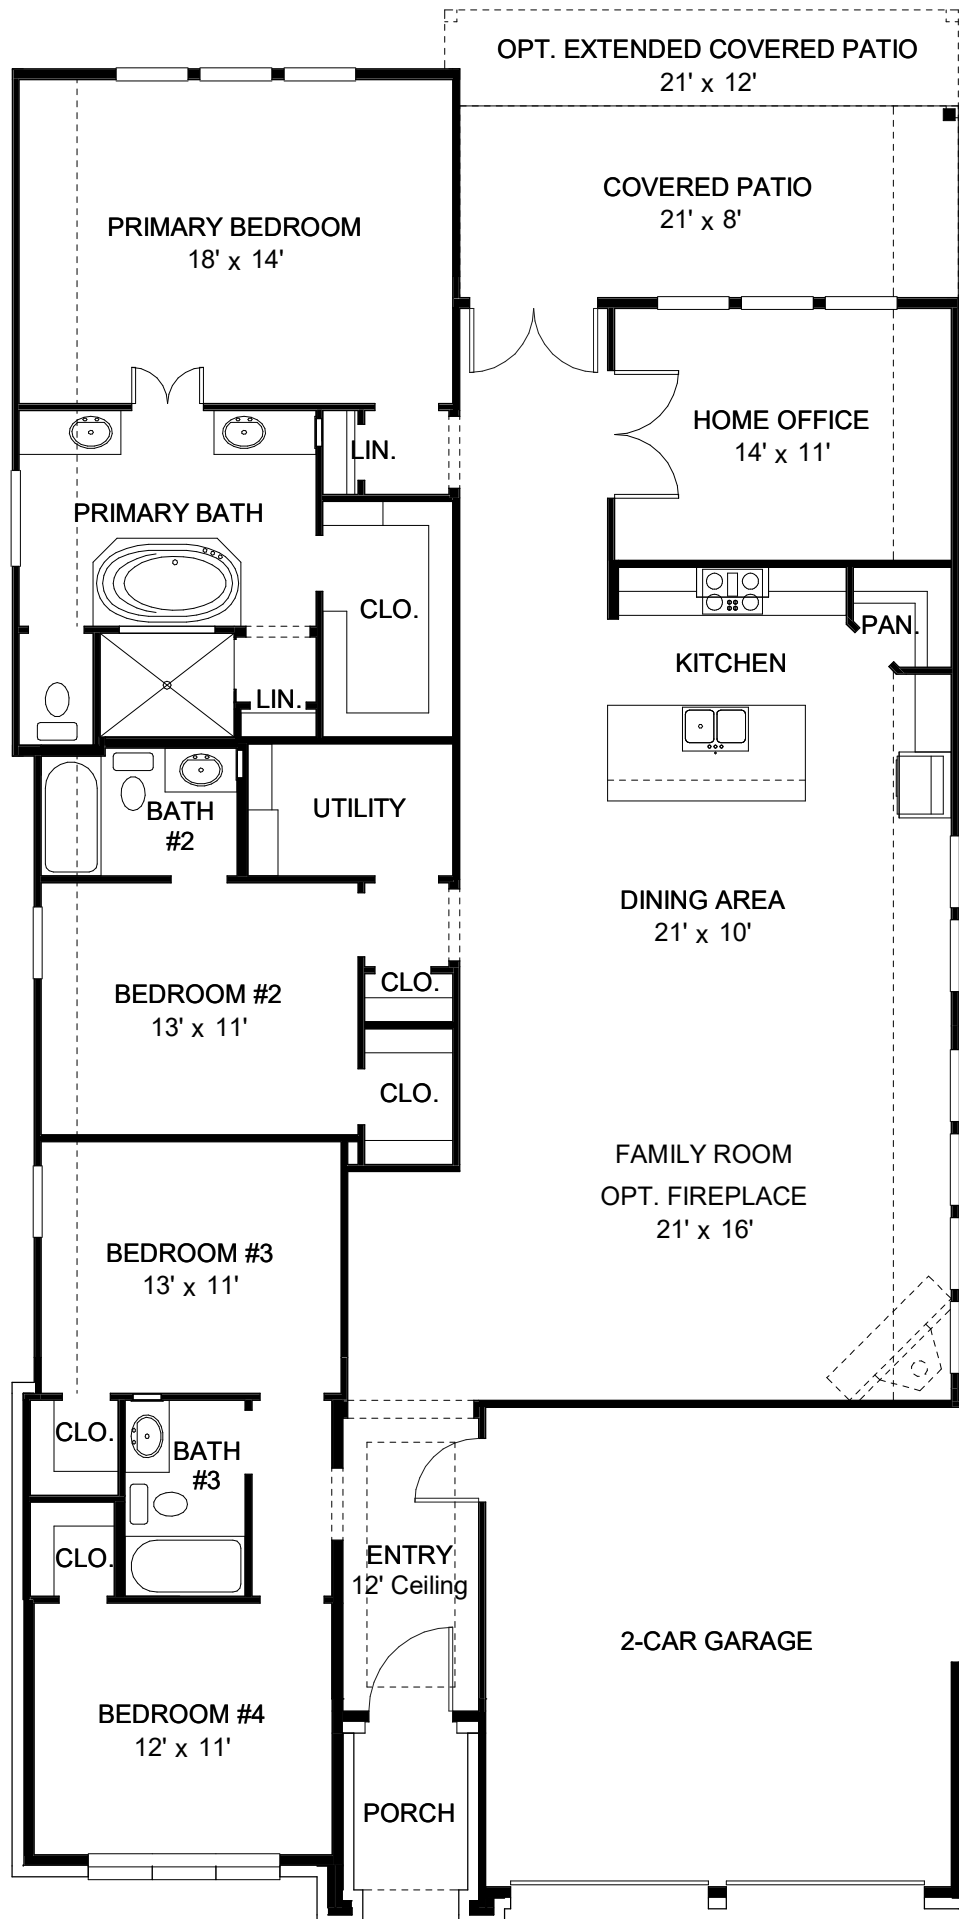 OPT. EXTENDED COVERED PATIO
21' x 12'
COVERED PATIO
21' x 8'
PRIMARY BEDROOM
18' x 14'
HOME OFFICE
14' x 11'
LIN.
PRIMARY BATH
CLO.
PAN.
KITCHEN
LIN.
BATH
#2
UTILITY
DINING AREA
21' x 10'
CLO.
BEDROOM #2
13' x 11'
CLO.
FAMILY ROOM
OPT. FIREPLACE
21' x 16'
BEDROOM #3
13' x 11'
CLO.
BATH
#3
CLO.
ENTRY
12' Ceiling
2-CAR GARAGE
BEDROOM #4
12' x 11'
PORCH